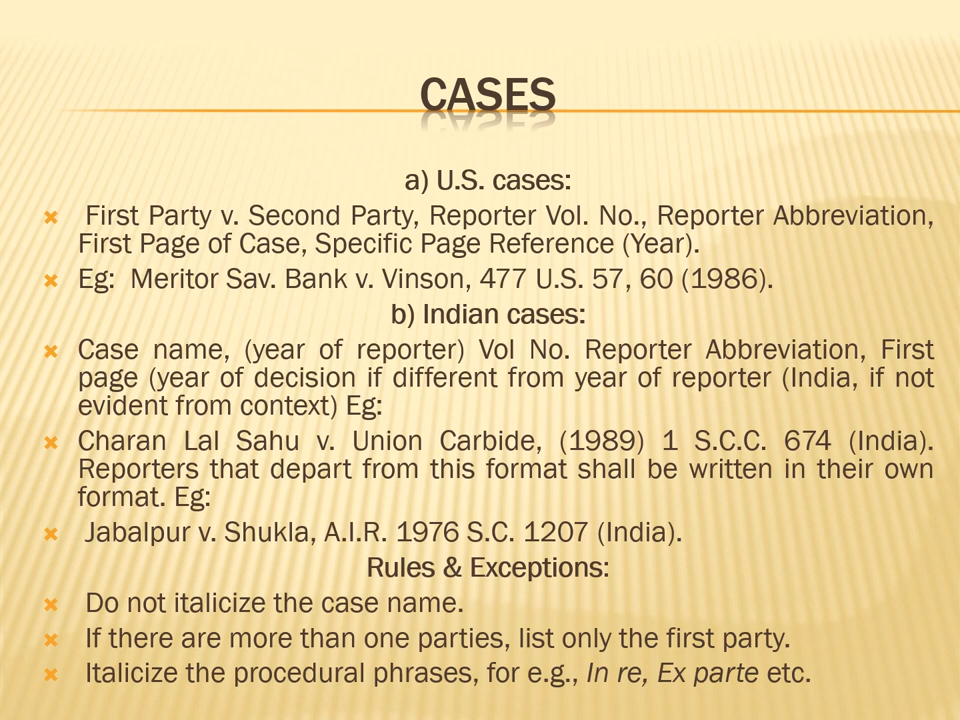 CASES
a) U.S. cases:
First Party v. Second Party, Reporter Vol. No., Reporter Abbreviation,
First Page of Case, Specific Page Reference (Year).
Eg: Meritor Sav. Bank v. Vinson, 477 U.S. 57, 60 (1986).
b) Indian cases:
Case name, (year of reporter) Vol No. Reporter Abbreviation, First
page (year of decision if different from year of reporter (India, if not
evident from context) Eg:
Charan Lal Sahu v. Union Carbide, (1989) 1 S.C.C. 674 (India).
Reporters that depart from this format shall be written in their own
format. Eg:
Jabalpur v. Shukla, A.I.R. 1976 S.C. 1207 (India).
Rules & Exceptions:
Do not italicize the case name.
If there are more than one parties, list only the first party.
Italicize the procedural phrases, for e.g., In re, Ex parte etc.